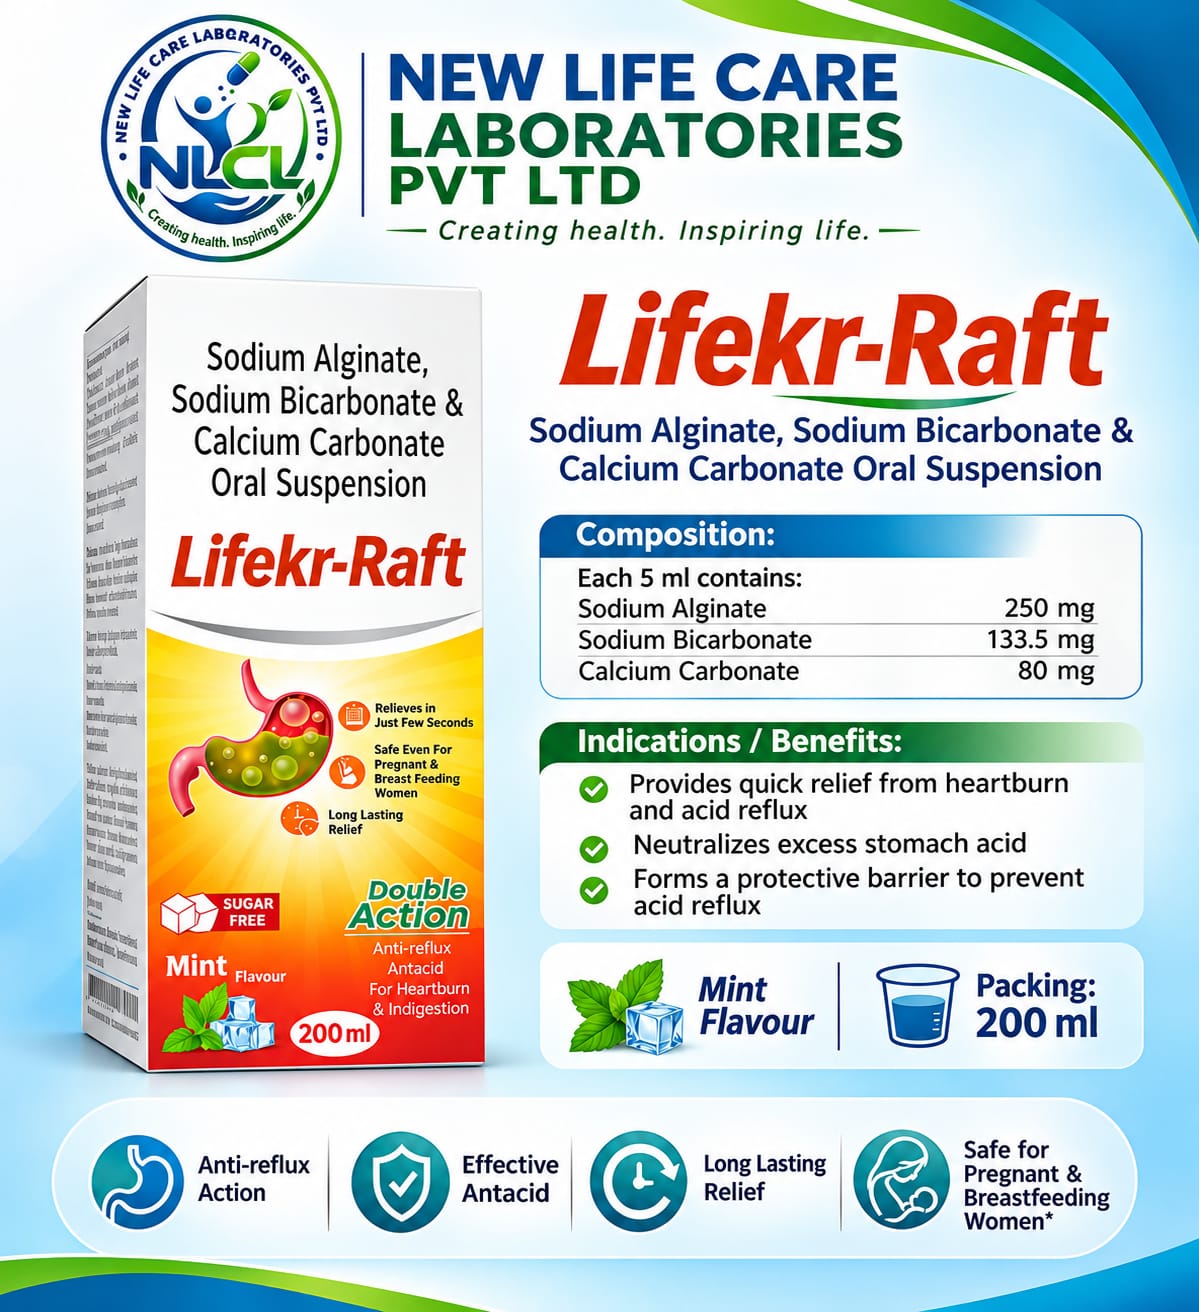 NEW LIFE CARE LABORATORIES PVT LTD
NLCL
Creating health. Inspiring life.
NEW LIFE CARE
LABORATORIES
PVT LTD
Creating health. Inspiring life.
Sodium Alginate,
Sodium Bicarbonate &
Calcium Carbonate
Oral Suspension
Lifekr-Raft
Relieves in
Just Few Seconds
Safe Even For
Pregnant &
Breast Feeding
Women
Long Lasting
Relief
SUGAR
FREE
Double
Action
Anti-reflux
Antacid
For Heartburn
& Indigestion
Mint Flavour
200 ml
Lifekr-Raft
Sodium Alginate, Sodium Bicarbonate &
Calcium Carbonate Oral Suspension
Composition:
Each 5 ml contains:
Sodium Alginate 250 mg
Sodium Bicarbonate 133.5 mg
Calcium Carbonate 80 mg
Indications / Benefits:
Provides quick relief from heartburn
and acid reflux
Neutralizes excess stomach acid
Forms a protective barrier to prevent
acid reflux
Mint
Flavour
Packing:
200 ml
Anti-reflux
Action
Effective
Antacid
Long Lasting
Relief
Safe for
Pregnant &
Breastfeeding
Women*